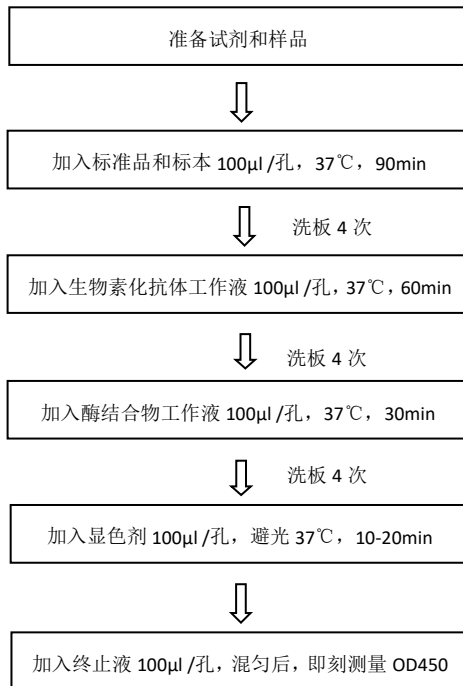 准备试剂和样品
加入标准品和标本 100μl /孔，37℃，90min
洗板 4 次
加入生物素化抗体工作液 100μl /孔，37℃，60min
洗板 4 次
加入酶结合物工作液 100μl /孔，37℃，30min
洗板 4 次
加入显色剂 100μl /孔，避光 37℃，10-20min
加入终止液 100μl /孔，混匀后，即刻测量 OD450